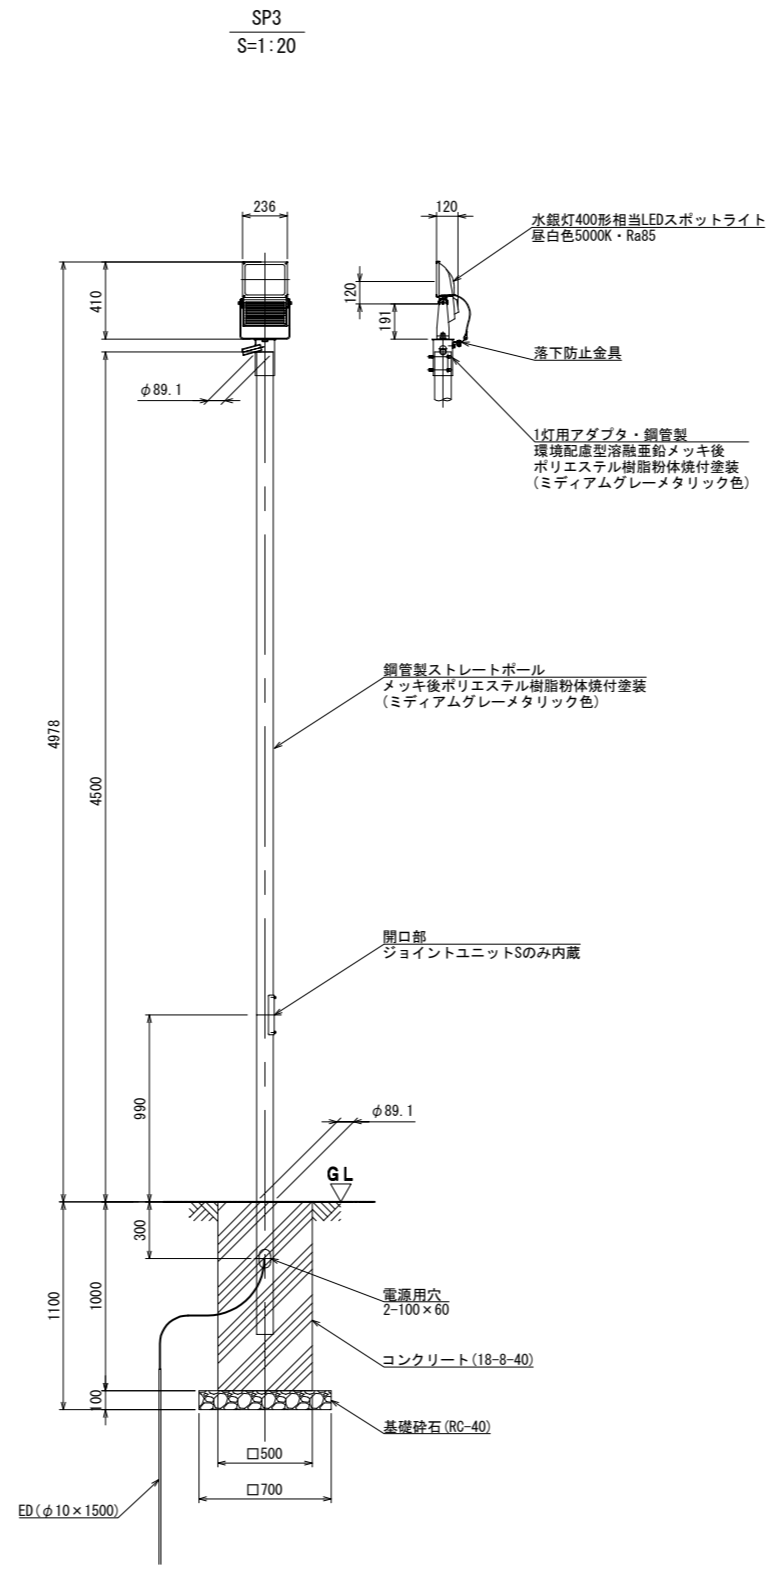 SP3
S=1:20
236
120
水銀灯400形相当LEDスポットライト
昼白色5000K・Ra85
410
120
191
落下防止金具
φ89.1
1灯用アダプタ・鋼管製
環境配慮型溶融亜鉛メッキ後
ポリエステル樹脂粉体焼付塗装
(ミディアムグレーメタリック色)
鋼管製ストレートポール
メッキ後ポリエステル樹脂粉体焼付塗装
(ミディアムグレーメタリック色)
4978
4500
開口部
ジョイントユニットSのみ内蔵
990
φ89.1
GL
300
電源用穴
2-100×60
1100
1000
コンクリート(18-8-40)
100
基礎砕石(RC-40)
□500
□700
ED(φ10×1500)